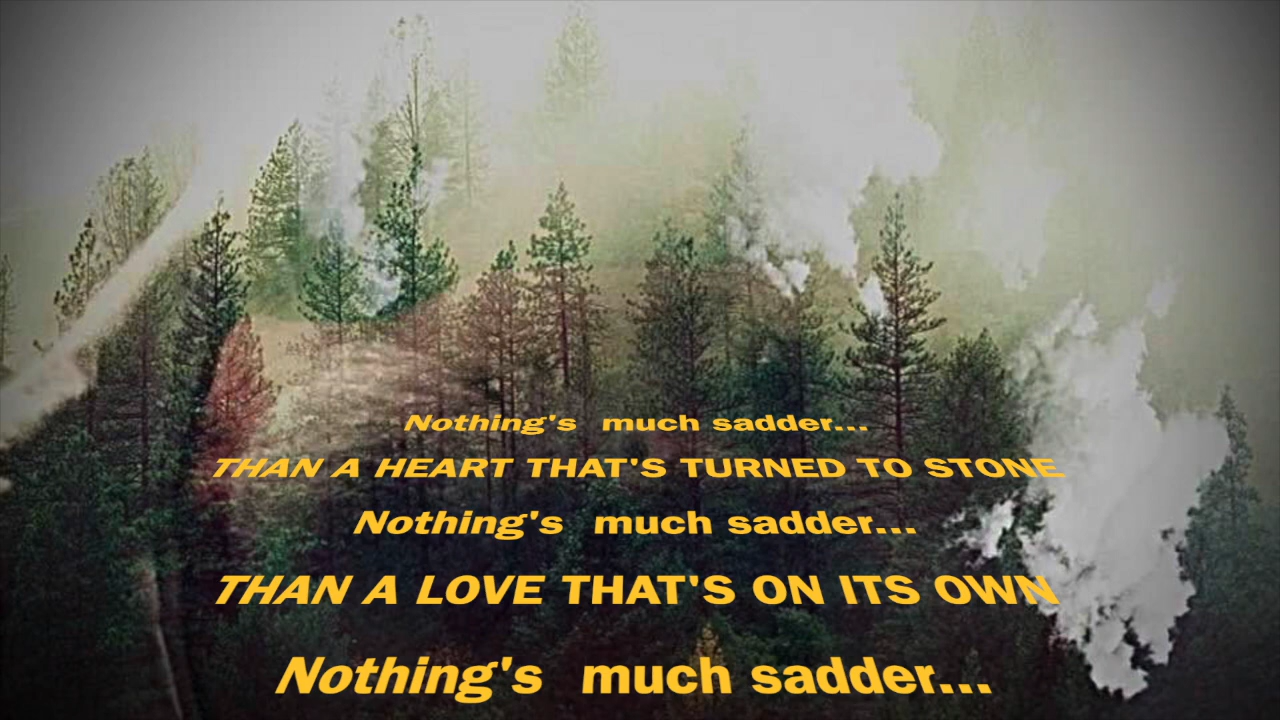 Nothing's much sadder...
THAN A HEART THAT'S TURNED TO STONE
Nothing's much sadder...
THAN A LOVE THAT'S ON ITS OWN
Nothing's much sadder...